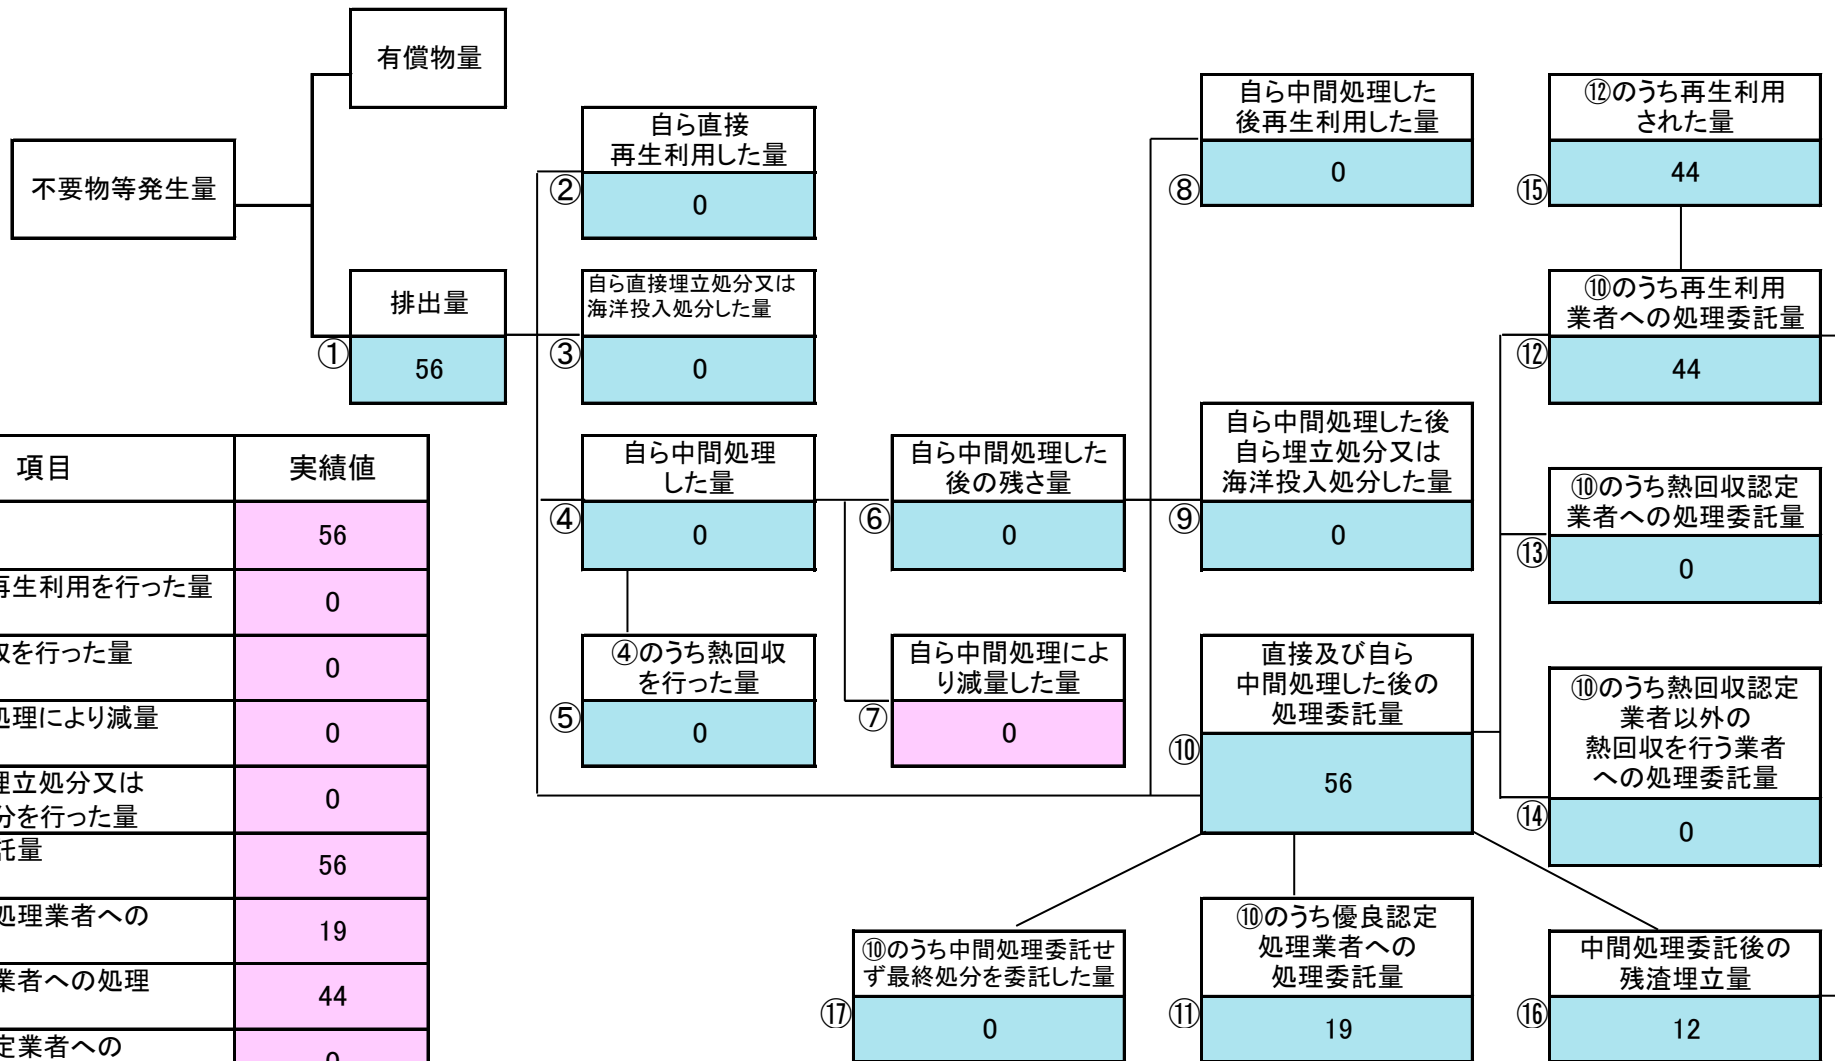 有償物量
不要物等発生量
排出量
①
56
自ら直接
再生利用した量
②
0
自ら直接埋立処分又は
海洋投入処分した量
③
0
自ら中間処理
した量
④
0
④のうち熱回収
を行った量
⑤
0
自ら中間処理した
後の残さ量
⑥
0
自ら中間処理によ
り減量した量
⑦
0
自ら中間処理した
後再生利用した量
⑧
0
自ら中間処理した後
自ら埋立処分又は
海洋投入処分した量
⑨
0
直接及び自ら
中間処理した後の
処理委託量
⑩
56
⑫のうち再生利用
された量
⑮
44
⑩のうち再生利用
業者への処理委託量
⑫
44
⑩のうち熱回収認定
業者への処理委託量
⑬
0
⑩のうち熱回収認定
業者以外の
熱回収を行う業者
への処理委託量
⑭
0
⑩のうち中間処理委託せ
ず最終処分を委託した量
⑰
0
⑩のうち優良認定
処理業者への
処理委託量
⑪
19
中間処理委託後の
残渣埋立量
⑯
12
項目 実績値
56
再生利用を行った量
0
収を行った量
0
処理により減量
0
埋立処分又は
分を行った量
0
託量
56
処理業者への
19
業者への処理
44
定業者への
0